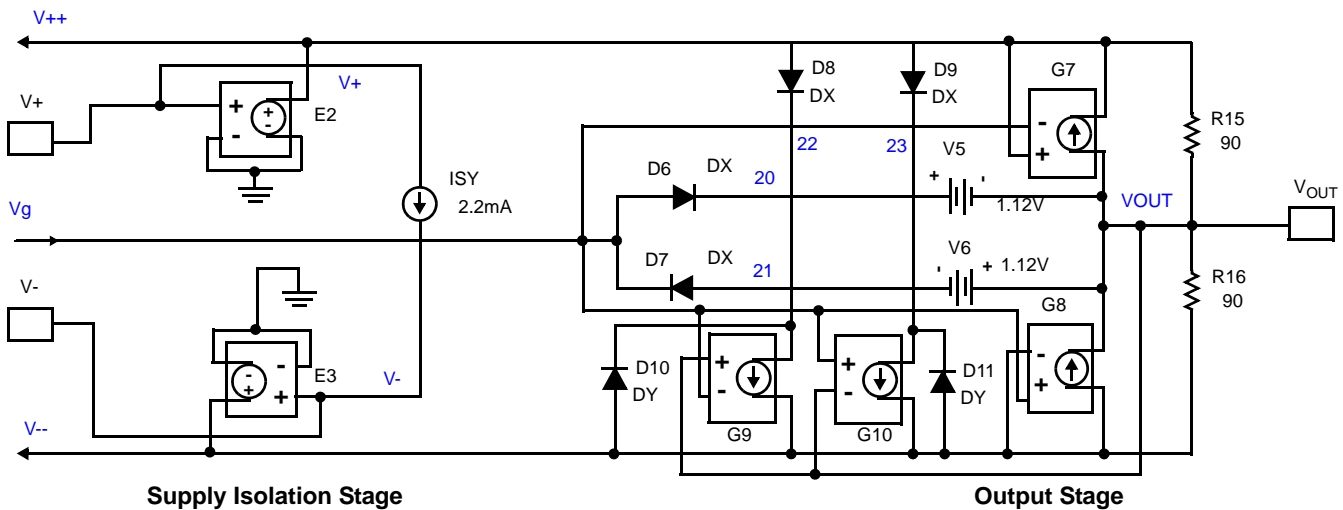 V++
V+
V+
+
-
+
-
E2
ISY
2.2mA
Vg
V-
-
+
-
+
E3
V-
V--
D8
DX
D9
DX
G7
-
+
R15
90
22
23
V5
D6
DX
20
+
-
1.12V
VOUT
VOUT
V6
D7
DX
21
-
+
1.12V
G8
R16
90
D10
DY
+
-
G9
+
-
G10
D11
DY
-
+
Supply Isolation Stage
Output Stage